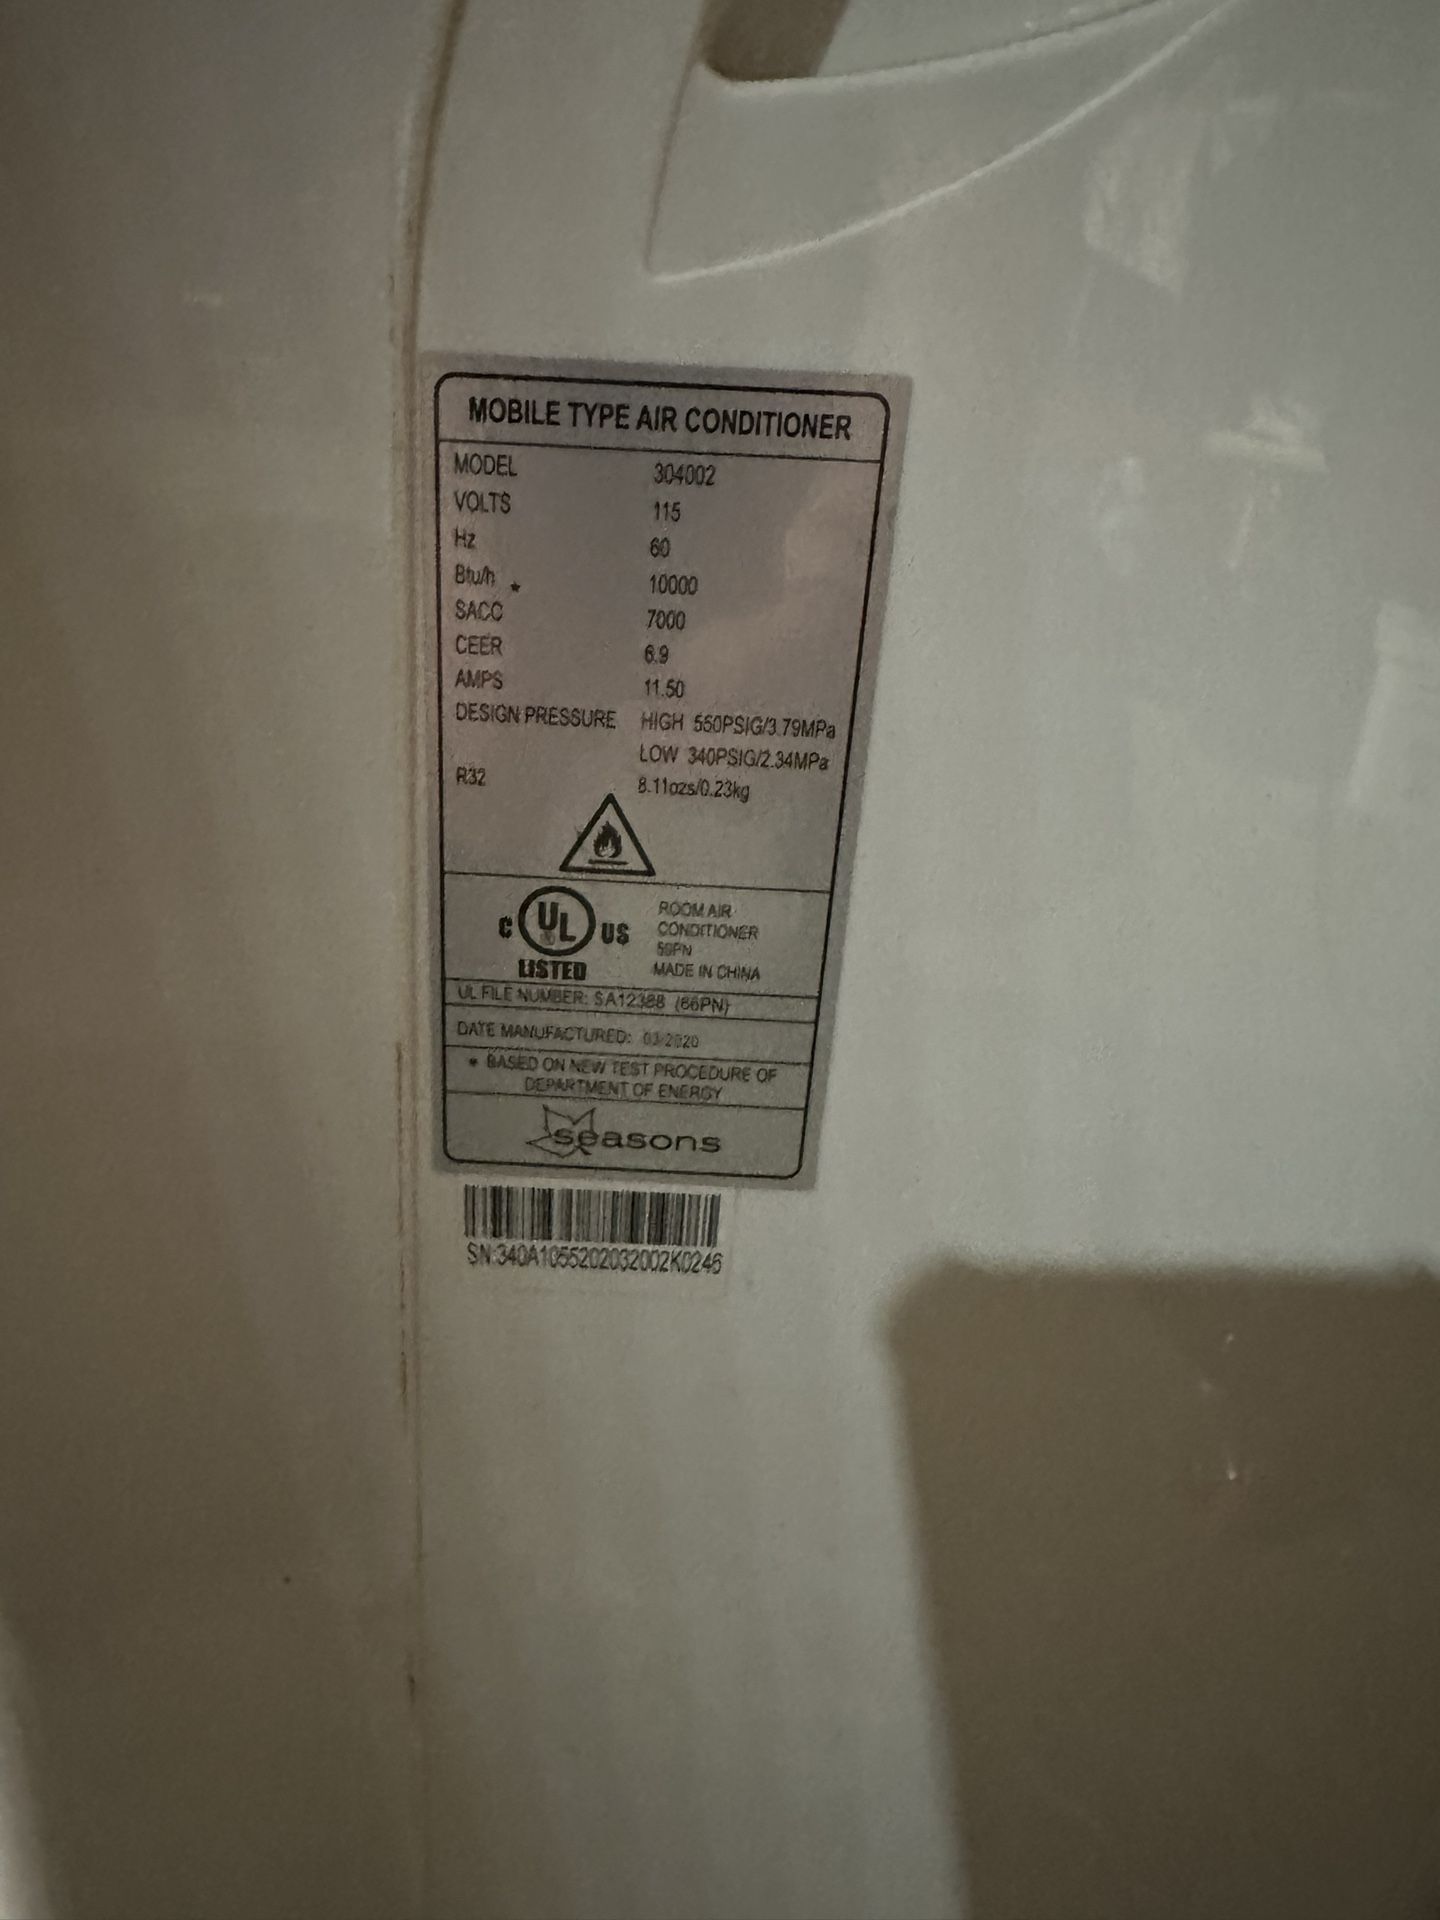 MOBILE TYPE AIR CONDITIONER
MODEL 304002
VOLTS 115
Hz 60
Btu/h * 10000
SACC 7000
CEER 6.9
AMPS 11.50
DESIGN PRESSURE HIGH 550PSIG/3.79MPa
LOW 340PSIG/2.34MPa
R32 8.11ozs/0.23kg
C UL US
LISTED
ROOM AIR
CONDITIONER
MADE IN CHINA
UL FILE NUMBER: SA12388 (66PN)
DATE MANUFACTURED: 03/2020
* BASED ON NEW TEST PROCEDURE OF
DEPARTMENT OF ENERGY
seasons
SN:340A1055202032002K0246